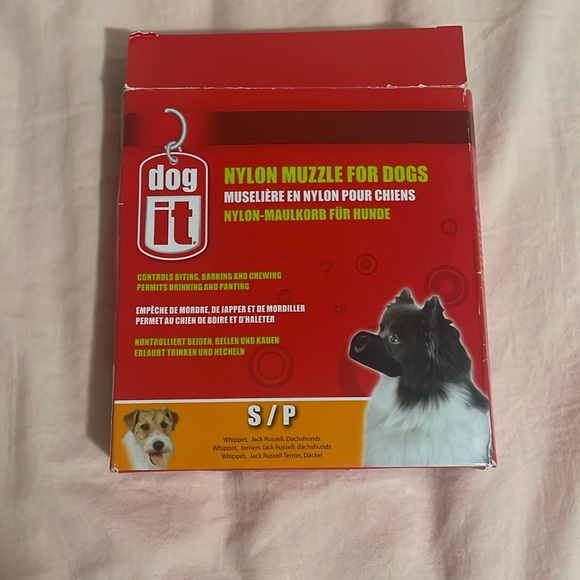 dog
it
NYLON MUZZLE FOR DOGS
MUSELIÈRE EN NYLON POUR CHIENS
NYLON-MAULKORB FÜR HUNDE
CONTROLS BITING, BARKING AND CHEWING
PERMITS DRINKING AND PANTING
EMPÊCHE DE MORDRE, DE JAPPER ET DE MORDILLER
PERMET AU CHIEN DE BOIRE ET D'HALETER
KONTROLLIERT BEIßEN, BELLEN UND KAUEN
ERLAUBT TRINKEN UND HECHELN
S / P
Whippet, Jack Russell, Dachshunds
Whippet, terriers Jack Russell, dachshunds
Whippet, Jack Russell Terrier, Dackel